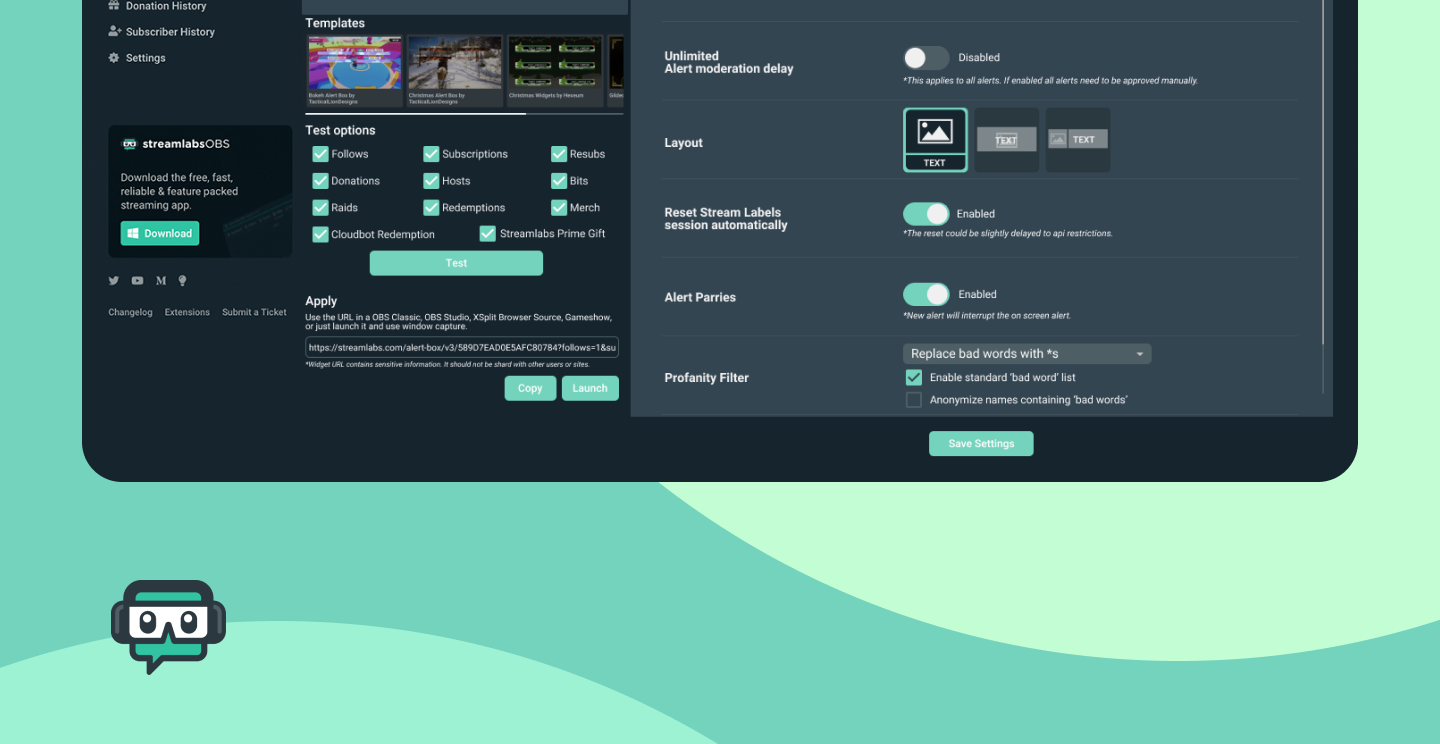 Donation History
Subscriber History
Settings
streamlabsOBS
Download the free, fast,
reliable & feature packed
streaming app.
Download
Changelog Extensions Submit a Ticket
Templates
Bokeh Alert Box by
TacticalLionDesigns
Christmas Alert Box by
TacticalLionDesigns
Christmas Widgets by Hexeum
Test options
Follows Subscriptions Resubs
Donations Hosts Bits
Raids Redemptions Merch
Cloudbot Redemption Streamlabs Prime Gift
Test
Apply
Use the URL in a OBS Classic, OBS Studio, XSplit Browser Source, Gameshow,
or just launch it and use window capture.
https://streamlabs.com/alert-box/v3/589D7EAD0E5AFC80784?follows=1&su
*Widget URL contains sensitive information. It should not be shard with other users or sites.
Copy Launch
Unlimited
Alert moderation delay
Disabled
*This applies to all alerts. If enabled all alerts need to be approved manually.
Layout
TEXT
TEXT
TEXT
Reset Stream Labels
session automatically
Enabled
*The reset could be slightly delayed to api restrictions.
Alert Parries
Enabled
*New alert will interrupt the on screen alert.
Profanity Filter
Replace bad words with *s
Enable standard 'bad word' list
Anonymize names containing 'bad words'
Save Settings